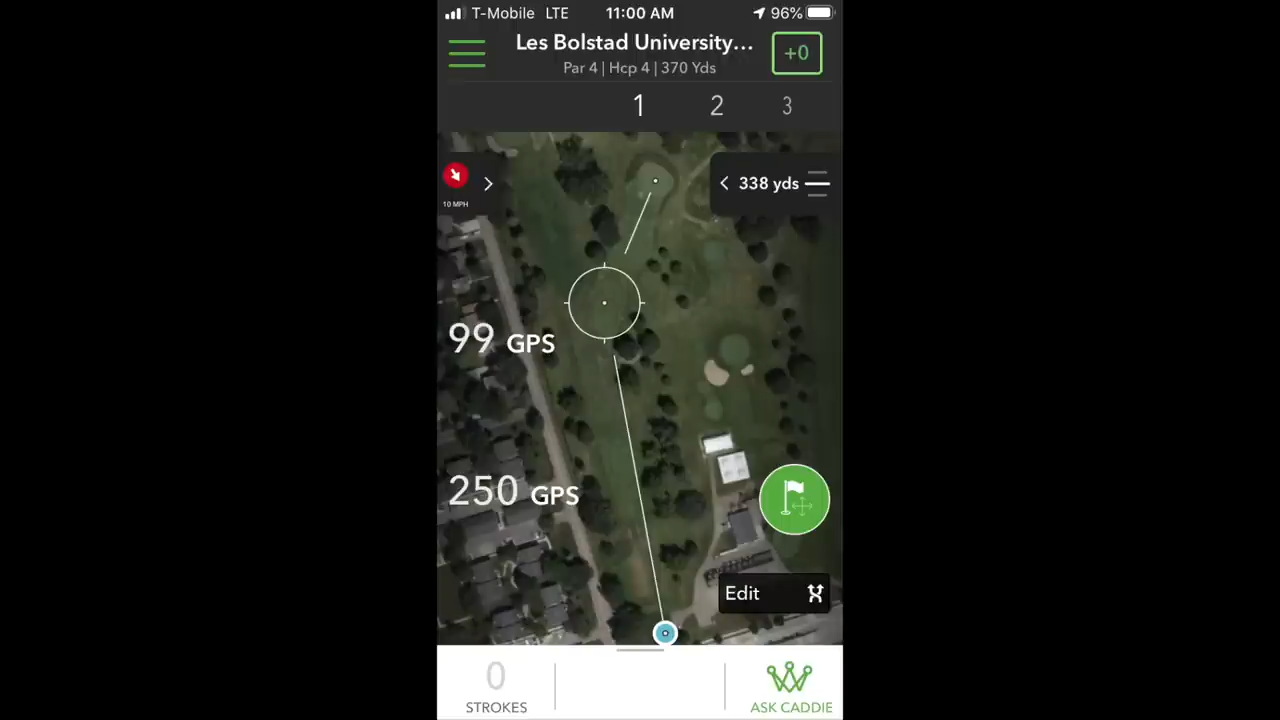 T-Mobile LTE 11:00 AM 96%
Les Bolstad University...
+0
Par 4 | Hcp 4 | 370 Yds
1 2 3
338 yds
10 MPH
99 GPS
250 GPS
Edit
0
STROKES
ASK CADDIE